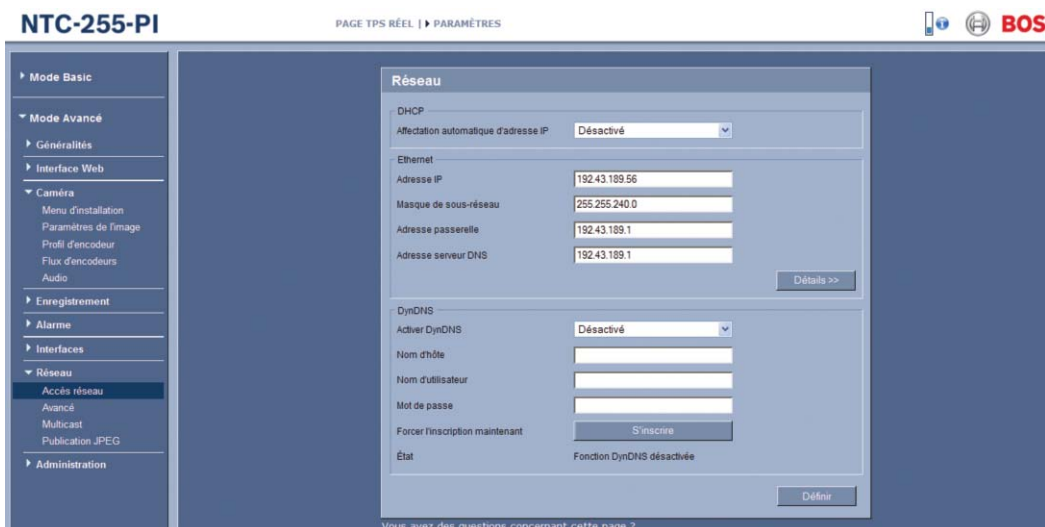 NTC-255-PI
PAGE TPS RÉEL | PARAMÈTRES
BOS
Mode Basic
Mode Avancé
Généralités
Interface Web
Caméra
Menu d'installation
Paramètres de l'image
Profil d'encodeur
Flux d'encodeurs
Audio
Enregistrement
Alarme
Interfaces
Réseau
Accès réseau
Avancé
Multicast
Publication JPEG
Administration
Réseau
DHCP
Affectation automatique d'adresse IP Désactivé
Ethernet
Adresse IP 192.43.189.56
Masque de sous-réseau 255.255.240.0
Adresse passerelle 192.43.189.1
Adresse serveur DNS 192.43.189.1
Détails >>
DynDNS
Activer DynDNS Désactivé
Nom d'hôte
Nom d'utilisateur
Mot de passe
Forcer l'inscription maintenant S'inscrire
État Fonction DynDNS désactivée
Définir
Vous avez des questions concernant cette page ?